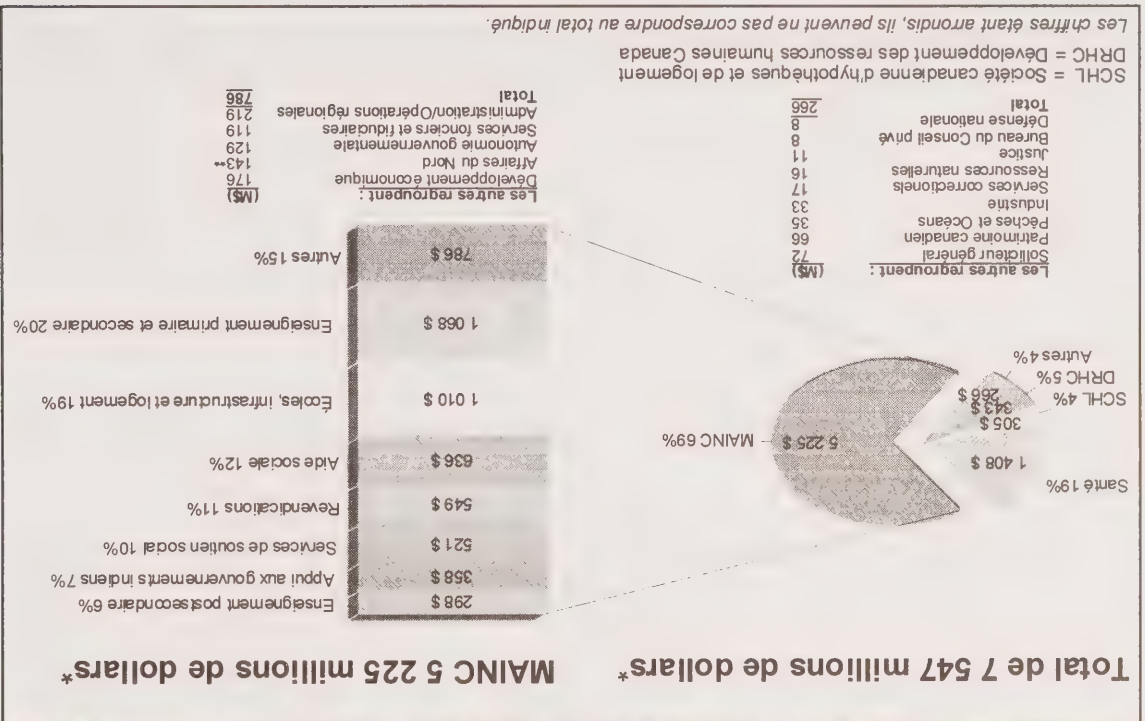 Total de 7 547 millions de dollars*
Santé 19%
1 408 $
SCHL 4%
305 $
DRHC 5%
343 $
Autres 4%
266 $
5 225 $
MAINC 69%
Les autres regroupent : (M$)
Solliciteur général 72
Patrimoine canadien 66
Pêches et Océans 35
Industrie 33
Services correctionels 17
Ressources naturelles 16
Justice 11
Bureau du Conseil privé 8
Défense nationale 8
Total 266
MAINC 5 225 millions de dollars*
298 $ Enseignement postsecondaire 6%
358 $ Appui aux gouvernements indiens 7%
521 $ Services de soutien social 10%
549 $ Revendications 11%
636 $ Aide sociale 12%
1 010 $ Écoles, infrastructure et logement 19%
1 068 $ Enseignement primaire et secondaire 20%
786 $ Autres 15%
Les autres regroupent : (M$)
Développement économique 176
Affaires du Nord 143**
Autonomie gouvernementale 129
Services fonciers et fiduciaires 119
Administration/Opérations régionales 219
Total 786
SCHL = Société canadienne d'hypothèques et de logement
DRHC = Développement des ressources humaines Canada
Les chiffres étant arrondis, ils peuvent ne pas correspondre au total indiqué.